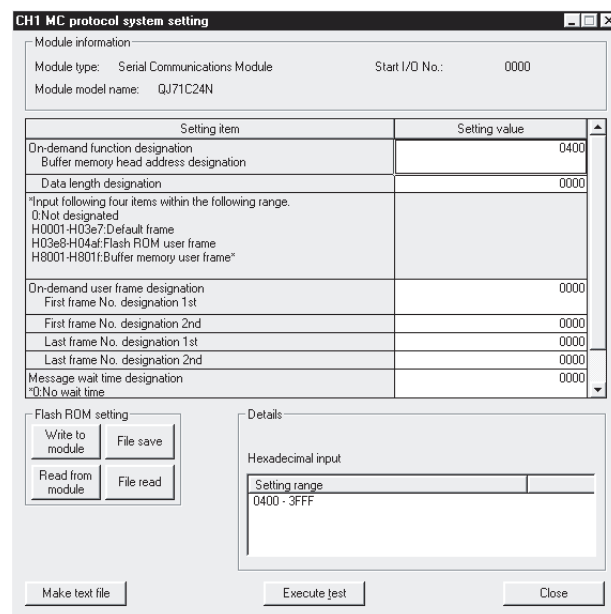 CH1 MC protocol system setting
Module information
Module type: Serial Communications Module Start I/O No.: 0000
Module model name: QJ71C24N
Setting item Setting value
On-demand function designation 0400
Buffer memory head address designation
Data length designation 0000
*Input following four items within the following range.
0:Not designated
H0001-H03e7:Default frame
H03e8-H04af:Flash ROM user frame
H8001-H801f:Buffer memory user frame*
On-demand user frame designation 0000
First frame No. designation 1st
First frame No. designation 2nd 0000
Last frame No. designation 1st 0000
Last frame No. designation 2nd 0000
Message wait time designation 0000
*0:No wait time
Flash ROM setting
Write to
module
File save
Read from
module
File read
Details
Hexadecimal input
Setting range
0400 - 3FFF
Make text file
Execute test
Close